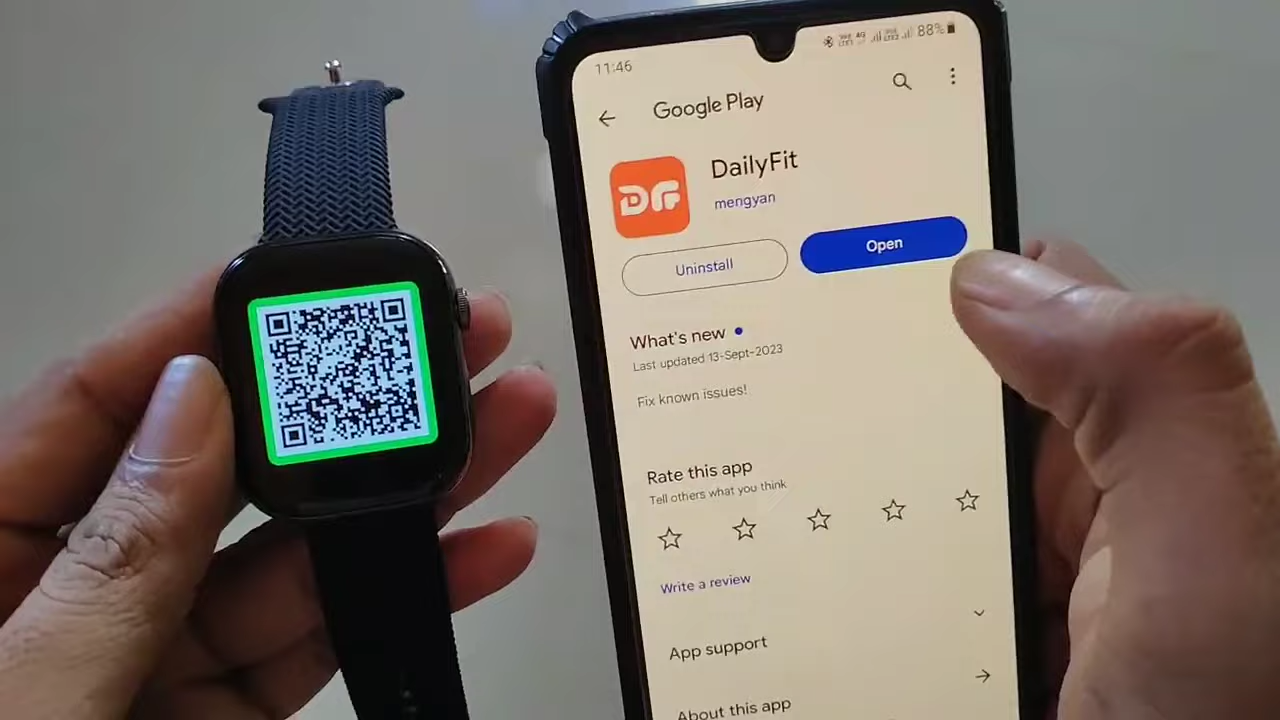 11:46
88%
Google Play
DF
DailyFit
mengyan
Uninstall
Open
What's new
Last updated 13-Sept-2023
Fix known issues!
Rate this app
Tell others what you think
Write a review
App support
About this app